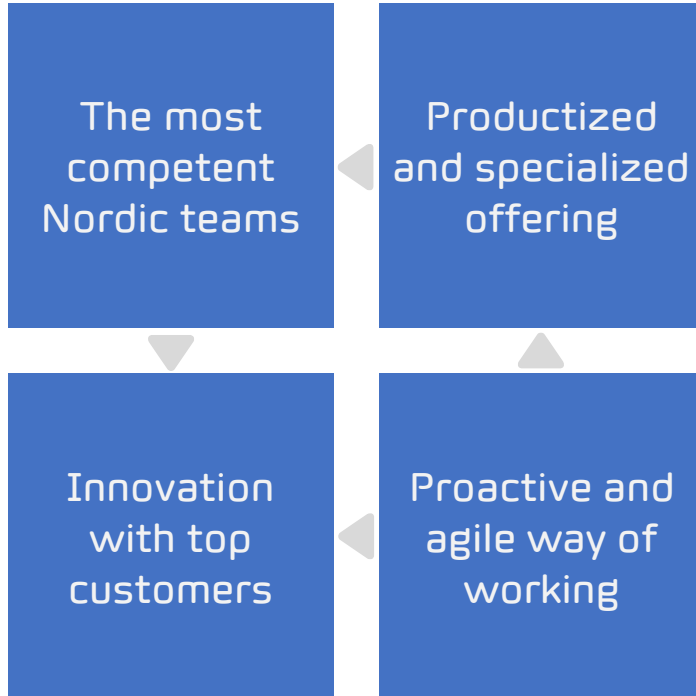 The most
competent
Nordic teams
Productized
and specialized
offering
Innovation
with top
customers
Proactive and
agile way of
working